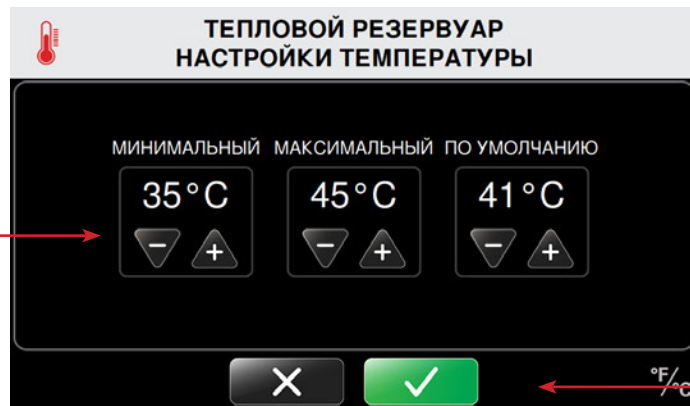 ТЕПЛОВОЙ РЕЗЕРВУАР
НАСТРОЙКИ ТЕМПЕРАТУРЫ
МИНИМАЛЬНЫЙ МАКСИМАЛЬНЫЙ ПО УМОЛЧАНИЮ
35°C 45°C 41°C
− + − + − +
°F/°C